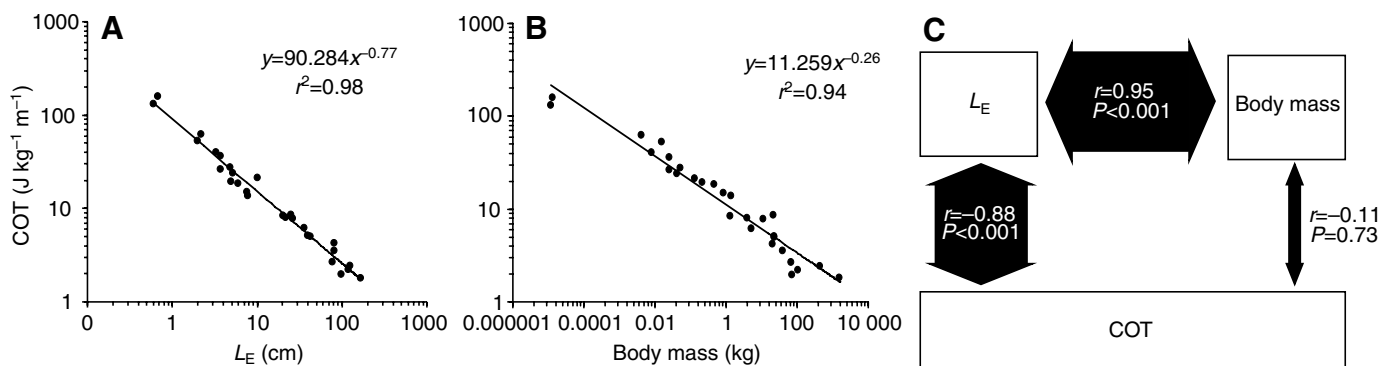 A
y=90.284x^−0.77
r²=0.98
1000
100
10
1
COT (J kg⁻¹ m⁻¹)
0 1 10 100 1000
L_E (cm)
B
y=11.259x^−0.26
r²=0.94
1000
100
10
1
0.000001 0.0001 0.01 1 100 10 000
Body mass (kg)
C
L_E
r=0.95
P<0.001
Body mass
r=−0.88
P<0.001
r=−0.11
P=0.73
COT